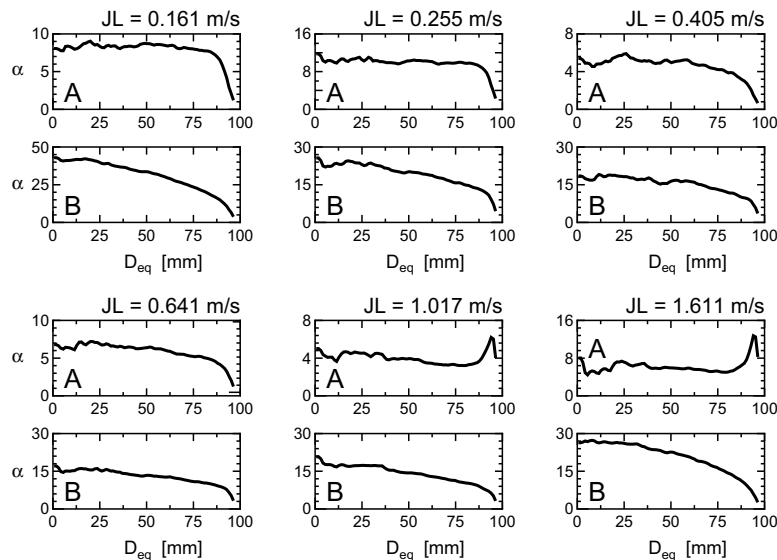 JL = 0.161 m/s JL = 0.255 m/s JL = 0.405 m/s
10 16 8
α 5 8 4
0 0 0
A A A
0 25 50 75 100 0 25 50 75 100 0 25 50 75 100
50 30 30
α 25 15 15
0 0 0
B B B
0 25 50 75 100 0 25 50 75 100 0 25 50 75 100
D_eq [mm] D_eq [mm] D_eq [mm]
JL = 0.641 m/s JL = 1.017 m/s JL = 1.611 m/s
10 8 16
α 5 4 8
0 0 0
A A A
0 25 50 75 100 0 25 50 75 100 0 25 50 75 100
30 30 30
α 15 15 15
0 0 0
B B B
0 25 50 75 100 0 25 50 75 100 0 25 50 75 100
D_eq [mm] D_eq [mm] D_eq [mm]